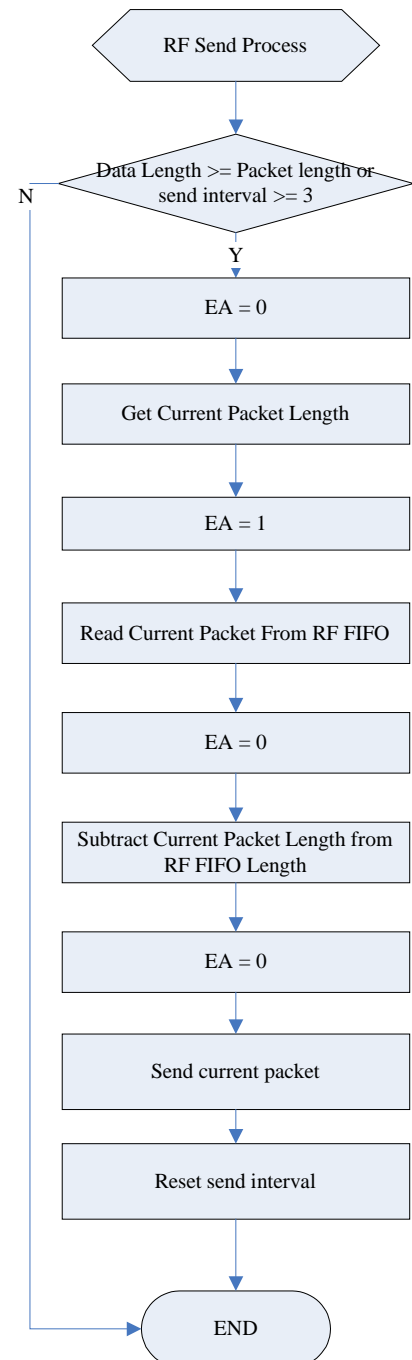 RF Send Process
Data Length >= Packet length or
send interval >= 3
N
Y
EA = 0
Get Current Packet Length
EA = 1
Read Current Packet From RF FIFO
EA = 0
Subtract Current Packet Length from
RF FIFO Length
EA = 0
Send current packet
Reset send interval
END